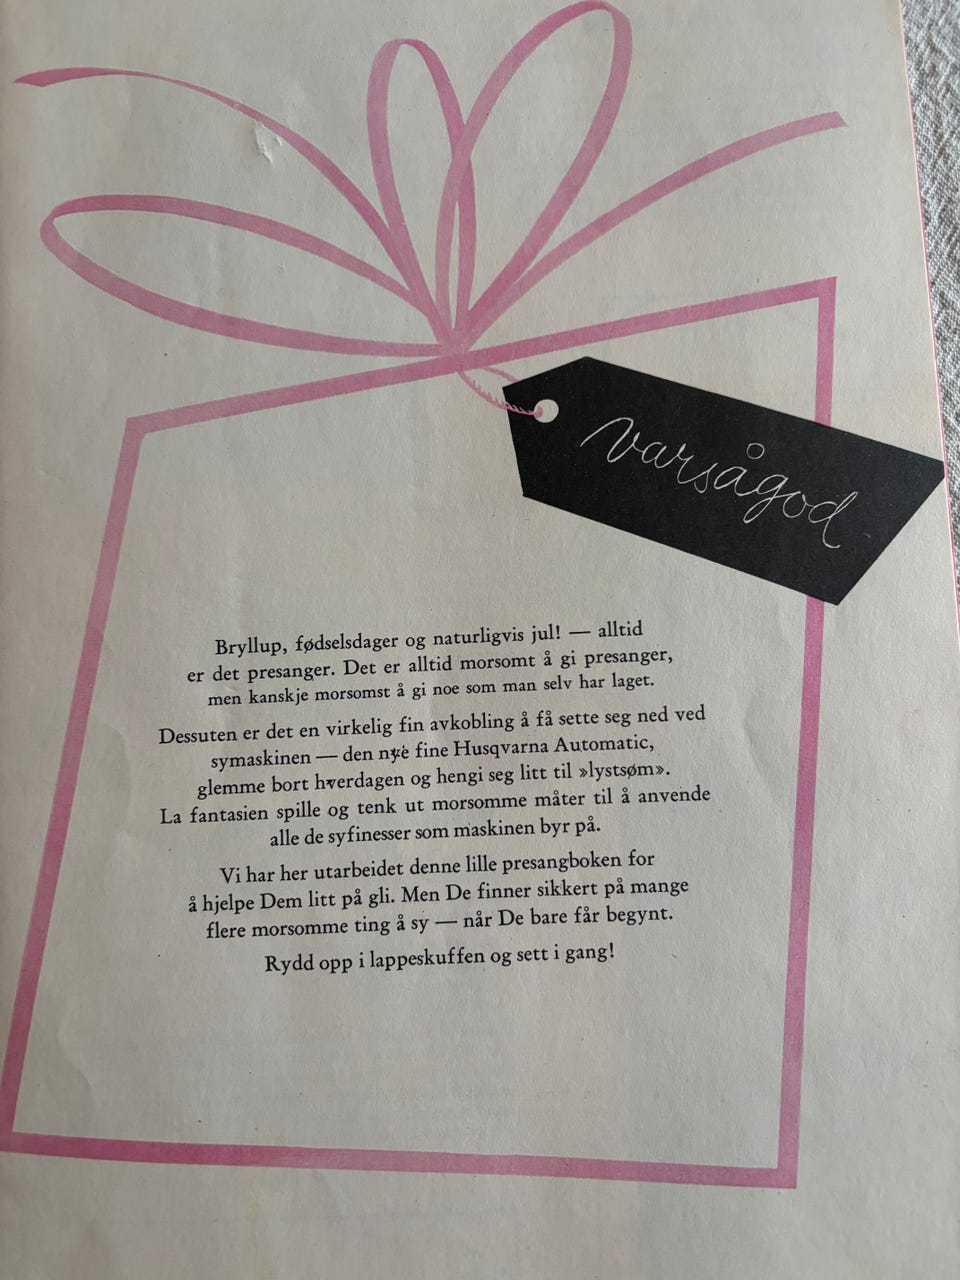 varsågod
Bryllup, fødselsdager og naturligvis jul! — alltid
er det presanger. Det er alltid morsomt å gi presanger,
men kanskje morsomst å gi noe som man selv har laget.
Dessuten er det en virkelig fin avkobling å få sette seg ned ved
symaskinen — den nye fine Husqvarna Automatic,
glemme bort hverdagen og hengi seg litt til »lystsøm».
La fantasien spille og tenk ut morsomme måter til å anvende
alle de syfinesser som maskinen byr på.
Vi har her utarbeidet denne lille presangboken for
å hjelpe Dem litt på gli. Men De finner sikkert på mange
flere morsomme ting å sy — når De bare får begynt.
Rydd opp i lappeskuffen og sett i gang!